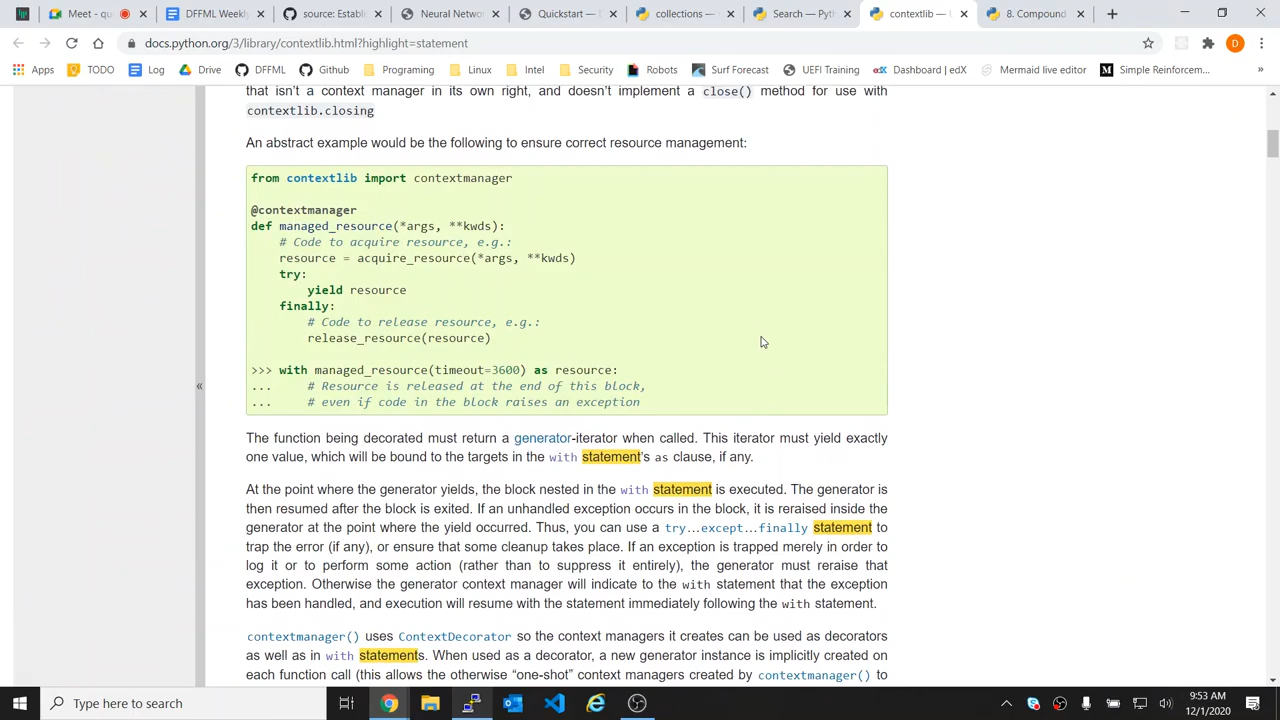 Meet - qu
DFFML Weekly
source: Establi
Neural Netwo
Quickstart —
collections —
Search — Pyth
contextlib — 
8. Compound
docs.python.org/3/library/contextlib.html?highlight=statement
D
Apps
TODO
Log
Drive
DFFML
Github
Programing
Linux
Intel
Security
Robots
Surf Forecast
UEFI Training
edX
Dashboard | edX
Mermaid live editor
M
Simple Reinforcem...
»
that isn't a context manager in its own right, and doesn't implement a close() method for use with
contextlib.closing
An abstract example would be the following to ensure correct resource management:
from contextlib import contextmanager
@contextmanager
def managed_resource(*args, **kwds):
# Code to acquire resource, e.g.:
resource = acquire_resource(*args, **kwds)
try:
yield resource
finally:
# Code to release resource, e.g.:
release_resource(resource)
>>> with managed_resource(timeout=3600) as resource:
... # Resource is released at the end of this block,
... # even if code in the block raises an exception
«
The function being decorated must return a generator-iterator when called. This iterator must yield exactly
one value, which will be bound to the targets in the with statement's as clause, if any.
At the point where the generator yields, the block nested in the with statement is executed. The generator is
then resumed after the block is exited. If an unhandled exception occurs in the block, it is reraised inside the
generator at the point where the yield occurred. Thus, you can use a try...except...finally statement to
trap the error (if any), or ensure that some cleanup takes place. If an exception is trapped merely in order to
log it or to perform some action (rather than to suppress it entirely), the generator must reraise that
exception. Otherwise the generator context manager will indicate to the with statement that the exception
has been handled, and execution will resume with the statement immediately following the with statement.
contextmanager() uses ContextDecorator so the context managers it creates can be used as decorators
as well as in with statements. When used as a decorator, a new generator instance is implicitly created on
each function call (this allows the otherwise "one-shot" context managers created by contextmanager() to
Type here to search
9:53 AM
12/1/2020